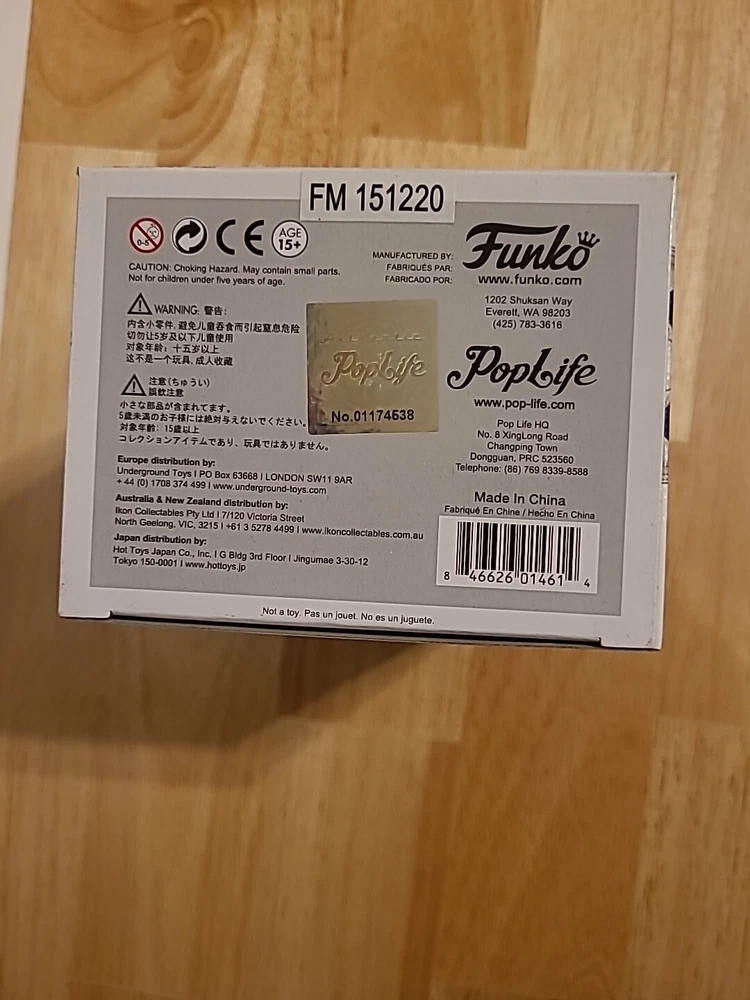 FM 151220
0-5
AGE
15+
CAUTION: Choking Hazard. May contain small parts.
Not for children under five years of age.
WARNING: 警告:
内含小零件, 避免儿童吞食而引起窒息危险
切勿让5岁及以下儿童使用
对象年龄: 十五岁以上
这不是一个玩具, 成人收藏
注意(ちゅうい)
誤飲注意
小さな部品が含まれてます。
5歳未満のお子様には絶対与えないでください。
対象年齢: 15歳以上
コレクションアイテムであり、玩具ではありません。
Europe distribution by:
Underground Toys I PO Box 63668 I LONDON SW11 9AR
+ 44 (0) 1708 374 499 I www.underground-toys.com
Australia & New Zealand distribution by:
Ikon Collectables Pty Ltd I 7/120 Victoria Street
North Geelong, VIC, 3215 I +61 3 5278 4499 I www.ikoncollectables.com.au
Japan distribution by:
Hot Toys Japan Co., Inc. I G Bldg 3rd Floor I Jingumae 3-30-12
Tokyo 150-0001 I www.hottoys.jp
PopLife
No.01174538
MANUFACTURED BY:
FABRIQUÉS PAR:
FABRICADO POR:
Funko
www.funko.com
1202 Shuksan Way
Everett, WA 98203
(425) 783-3616
PopLife
www.pop-life.com
Pop Life HQ
No. 8 XingLong Road
Changping Town
Dongguan, PRC 523560
Telephone: (86) 769 8339-8588
Made In China
Fabriqué En Chine / Hecho En China
8 46626 01461 4
Not a toy. Pas un jouet. No es un juguete.